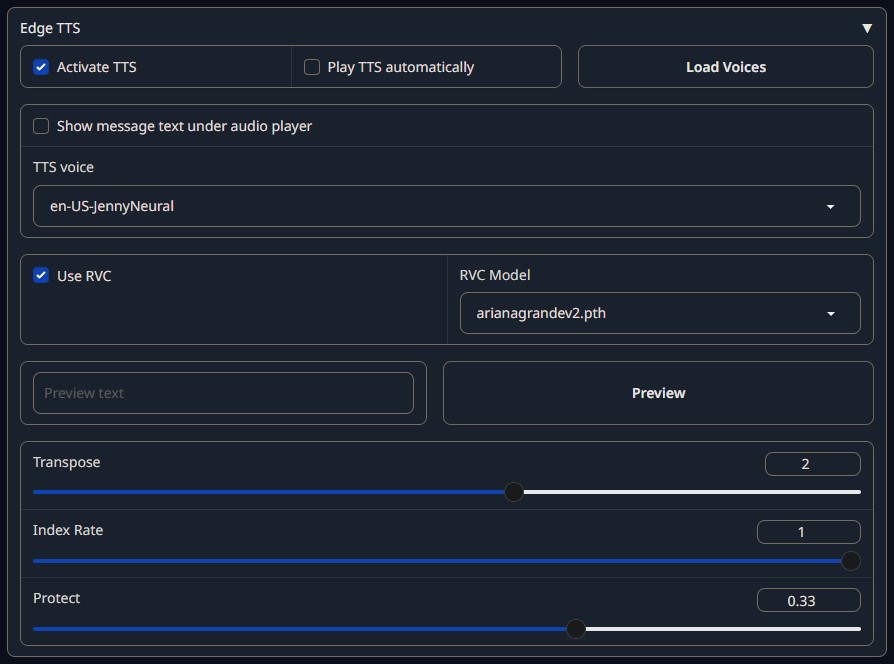 Edge TTS ▼
Activate TTS
Play TTS automatically
Load Voices
Show message text under audio player
TTS voice
en-US-JennyNeural
Use RVC
RVC Model
arianagrandev2.pth
Preview text
Preview
Transpose
2
Index Rate
1
Protect
0.33